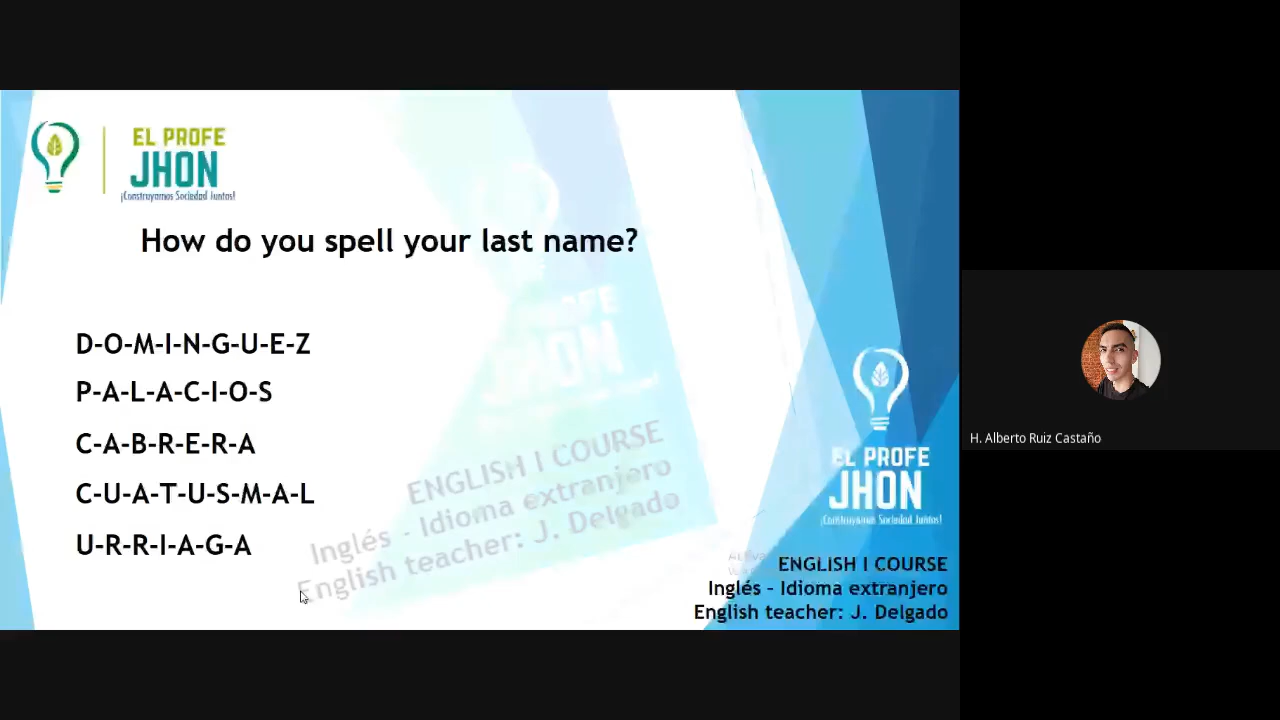 EL PROFE
JHON
¡Construyamos Sociedad Juntos!
How do you spell your last name?
D-O-M-I-N-G-U-E-Z
P-A-L-A-C-I-O-S
C-A-B-R-E-R-A
C-U-A-T-U-S-M-A-L
U-R-R-I-A-G-A
ENGLISH I COURSE
Inglés - Idioma extranjero
English teacher: J. Delgado
EL PROFE
JHON
¡Construyamos Sociedad Juntos!
ENGLISH I COURSE
Inglés - Idioma extranjero
English teacher: J. Delgado
H. Alberto Ruiz Castaño